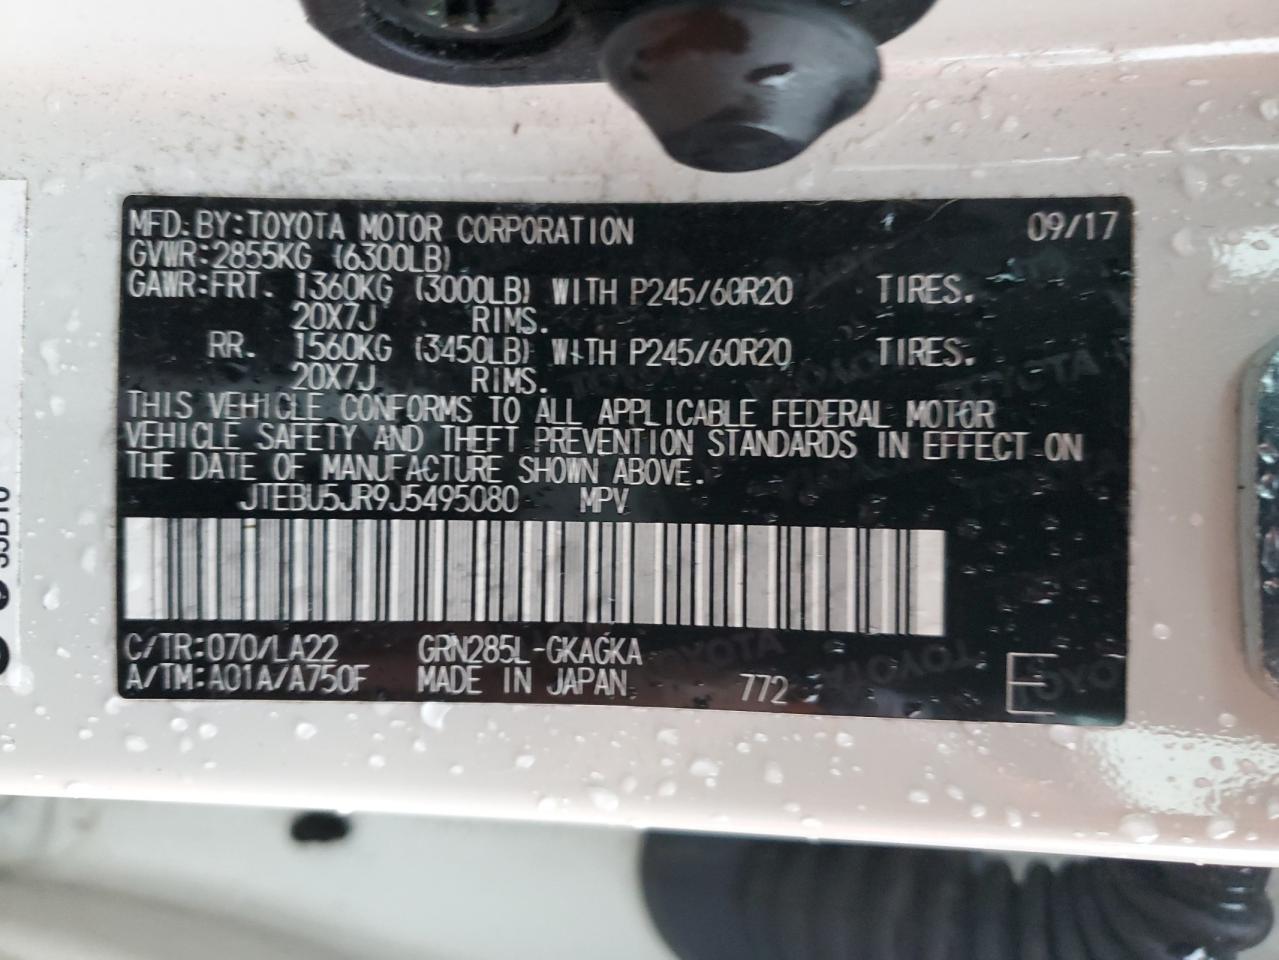 MFD. BY: TOYOTA MOTOR CORPORATION 09/17
GVWR: 2855KG (6300LB)
GAWR: FRT. 1360KG (3000LB) WITH P245/60R20 TIRES.
20X7J RIMS.
RR. 1560KG (3450LB) WITH P245/60R20 TIRES.
20X7J RIMS.
THIS VEHICLE CONFORMS TO ALL APPLICABLE FEDERAL MOTOR
VEHICLE SAFETY AND THEFT PREVENTION STANDARDS IN EFFECT ON
THE DATE OF MANUFACTURE SHOWN ABOVE.
JTEBU5JR9J5495080 MPV
C/TR: 070/LA22 GRN285L-GKAGKA
A/TM: A01A/A750F MADE IN JAPAN 772 E